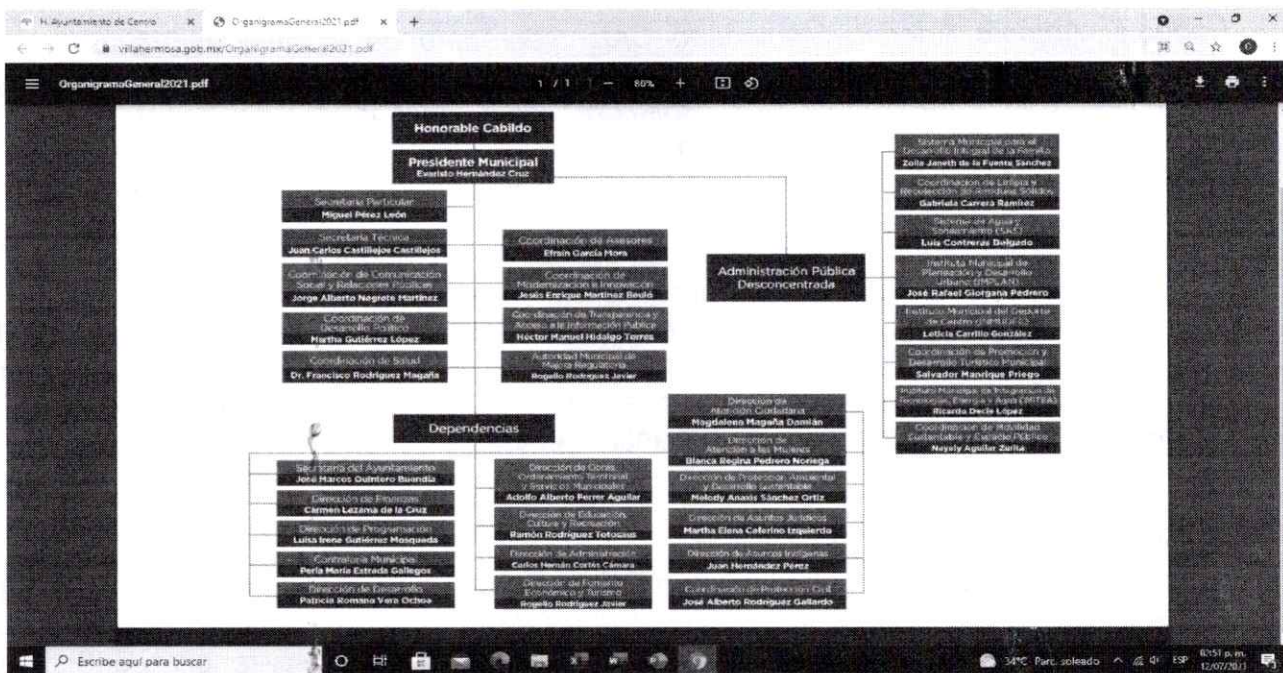 H. Ayuntamiento de Centro
OrganigramaGeneral2021.pdf
villahermosa.gob.mx/OrganigramaGeneral2021.pdf
OrganigramaGeneral2021.pdf
1 / 1
80%
Honorable Cabildo
Presidente Municipal
Evaristo Hernández Cruz
Secretaría Particular
Miguel Pérez León
Secretaría Técnica
Juan Carlos Castillejos Castillejos
Coordinación de Comunicación
Social y Relaciones Públicas
Jorge Alberto Negrete Martínez
Coordinación de
Desarrollo Político
Martha Gutiérrez López
Coordinación de Salud
Dr. Francisco Rodríguez Magaña
Coordinación de Asesores
Efraín García Mora
Coordinación de
Modernización e Innovación
Jesús Enrique Martínez Beuló
Coordinación de Transparencia y
Acceso a la Información Pública
Héctor Manuel Hidalgo Torres
Autoridad Municipal de
Mejora Regulatoria
Rogelio Rodríguez Javier
Administración Pública
Desconcentrada
Sistema Municipal para el
Desarrollo Integral de la Familia
Zoila Janeth de la Fuente Sánchez
Coordinación de Limpia y
Recolección de Residuos Sólidos
Gabriela Carrera Ramírez
Sistema de Agua y
Saneamiento (SAS)
Luis Contreras Delgado
Instituto Municipal de
Planeación y Desarrollo
Urbano (IMPLAN)
José Rafael Giorgana Pedrero
Instituto Municipal del Deporte
de Centro (INMUDEC)
Leticia Carrillo González
Coordinación de Promoción y
Desarrollo Turístico Municipal
Salvador Manrique Priego
Instituto Municipal de Integración de
Tecnologías, Energía y Agua (IMITEA)
Ricardo Decle López
Coordinación de Movilidad
Sustentable y Espacio Público
Nayely Aguilar Zurita
Dependencias
Secretaría del Ayuntamiento
José Marcos Quintero Buendía
Dirección de Finanzas
Carmen Lezama de la Cruz
Dirección de Programación
Luisa Irene Gutiérrez Mosqueda
Contraloría Municipal
Perla María Estrada Gallegos
Dirección de Desarrollo
Patricia Romano Vera Ochoa
Dirección de Obras,
Ordenamiento Territorial
y Servicios Municipales
Adolfo Alberto Ferrer Aguilar
Dirección de Educación,
Cultura y Recreación
Ramón Rodríguez Totosaus
Dirección de Administración
Carlos Hernán Cortés Cámara
Dirección de Fomento
Económico y Turismo
Rogelio Rodríguez Javier
Dirección de
Atención Ciudadana
Magdalena Magaña Damián
Dirección de
Atención a las Mujeres
Blanca Regina Pedrero Noriega
Dirección de Protección Ambiental
y Desarrollo Sustentable
Melody Anaxis Sánchez Ortiz
Dirección de Asuntos Jurídicos
Martha Elena Ceferino Izquierdo
Dirección de Asuntos Indígenas
Juan Hernández Pérez
Coordinación de Protección Civil
José Alberto Rodríguez Gallardo
Escribe aquí para buscar
34°C Parc. soleado
ESP
02:51 p. m.
12/07/2021